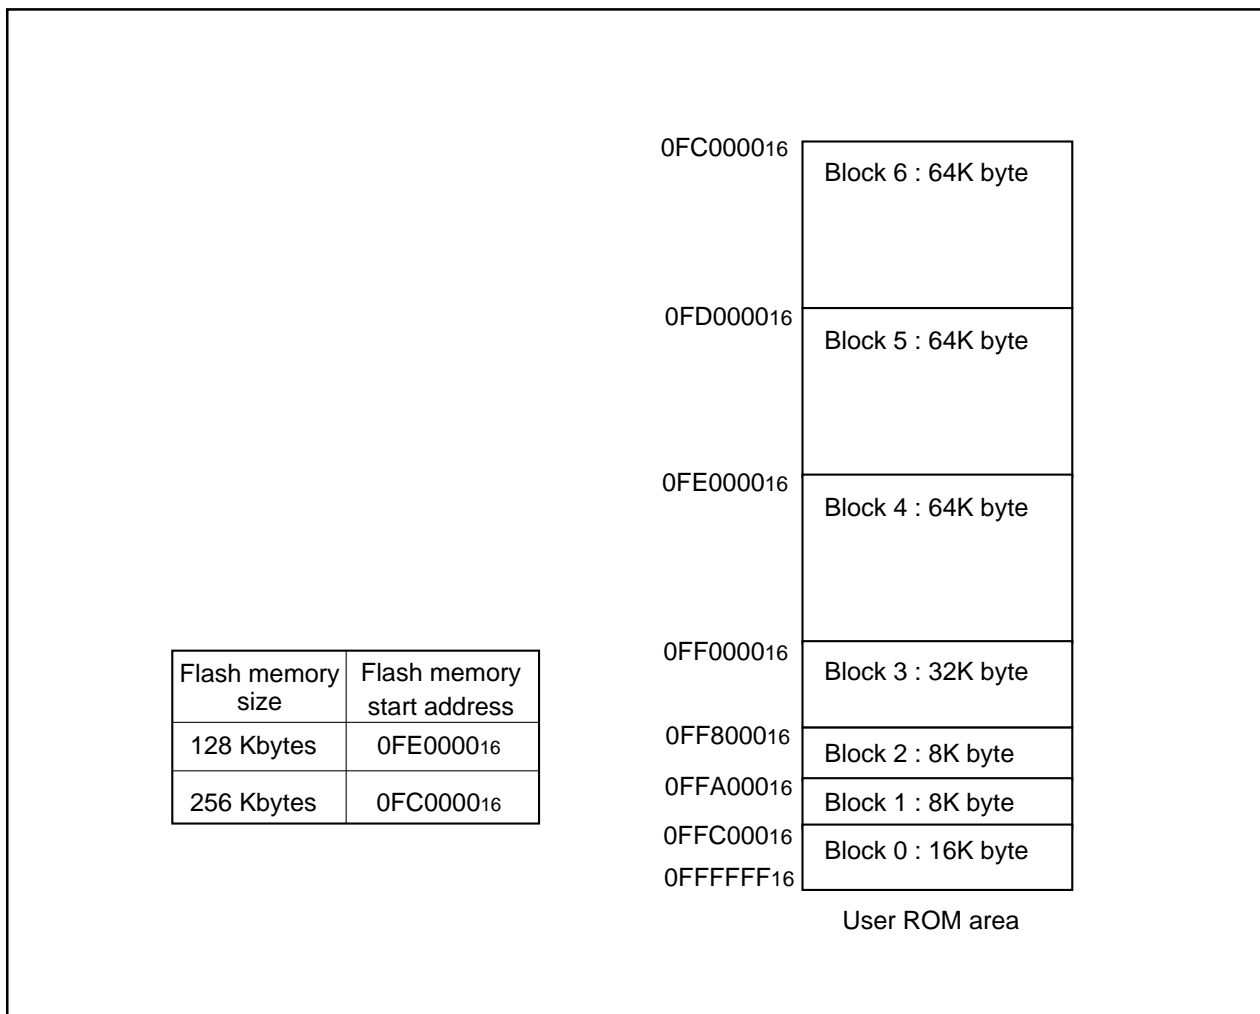 0FC000016
Block 6 : 64K byte
0FD000016
Block 5 : 64K byte
0FE000016
Block 4 : 64K byte
0FF000016
Block 3 : 32K byte
0FF800016
Block 2 : 8K byte
0FFA00016
Block 1 : 8K byte
0FFC00016
Block 0 : 16K byte
0FFFFFF16
User ROM area
Flash memory size
Flash memory start address
128 Kbytes 0FE000016
256 Kbytes 0FC000016